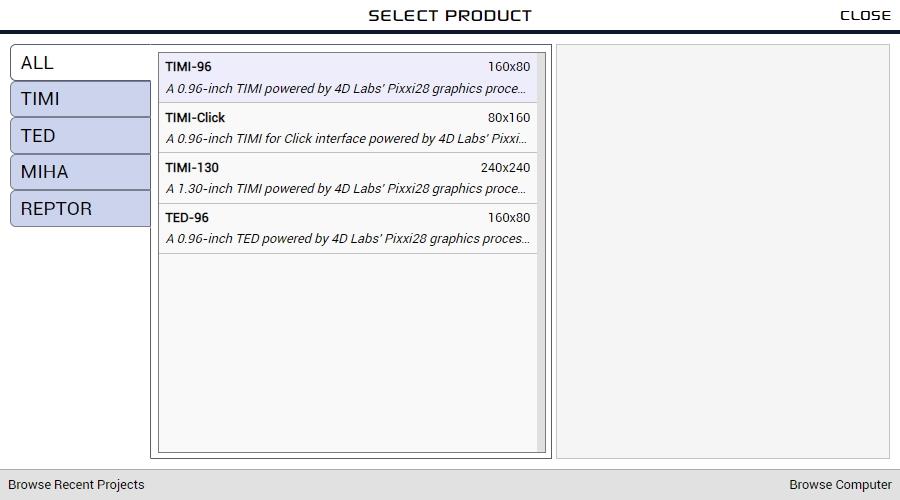 SELECT PRODUCT
CLOSE
ALL
TIMI
TED
MIHA
REPTOR
TIMI-96 160x80
A 0.96-inch TIMI powered by 4D Labs' Pixxi28 graphics proce...
TIMI-Click 80x160
A 0.96-inch TIMI for Click interface powered by 4D Labs' Pixxi...
TIMI-130 240x240
A 1.30-inch TIMI powered by 4D Labs' Pixxi28 graphics proce...
TED-96 160x80
A 0.96-inch TED powered by 4D Labs' Pixxi28 graphics proces...
Browse Recent Projects
Browse Computer